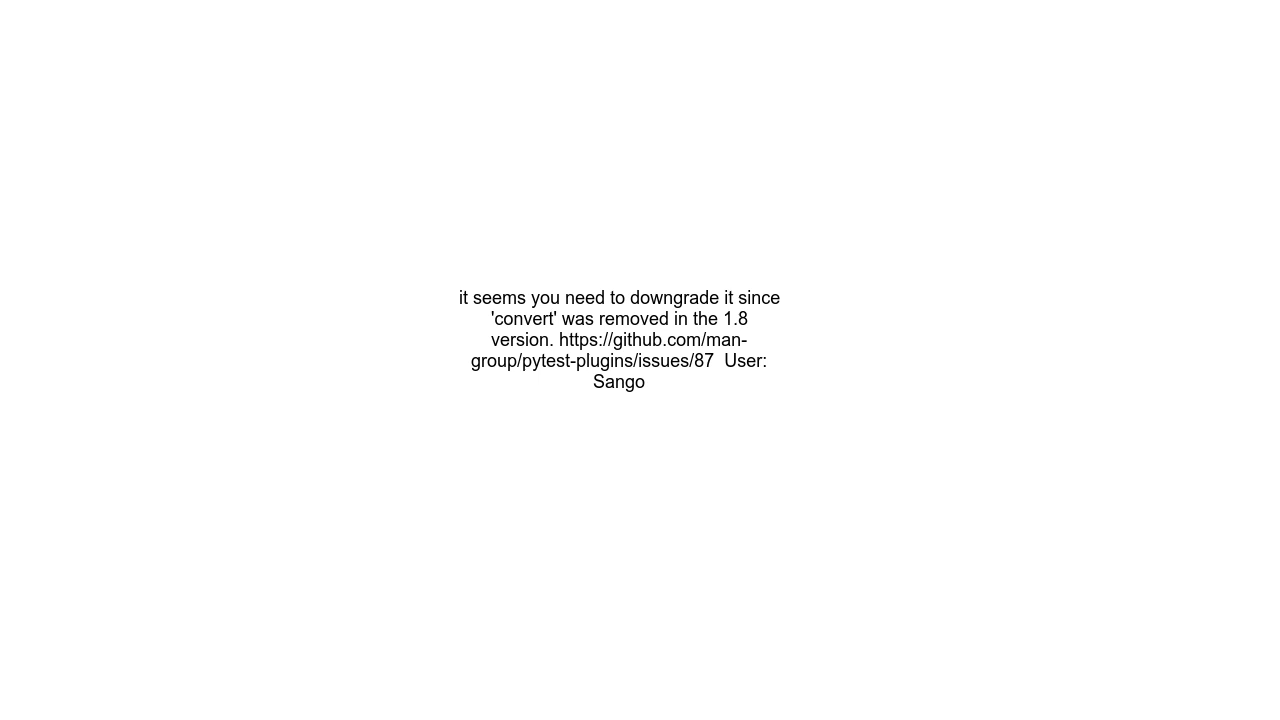 it seems you need to downgrade it since
'convert' was removed in the 1.8
version. https://github.com/man-
group/pytest-plugins/issues/87  User:
Sango